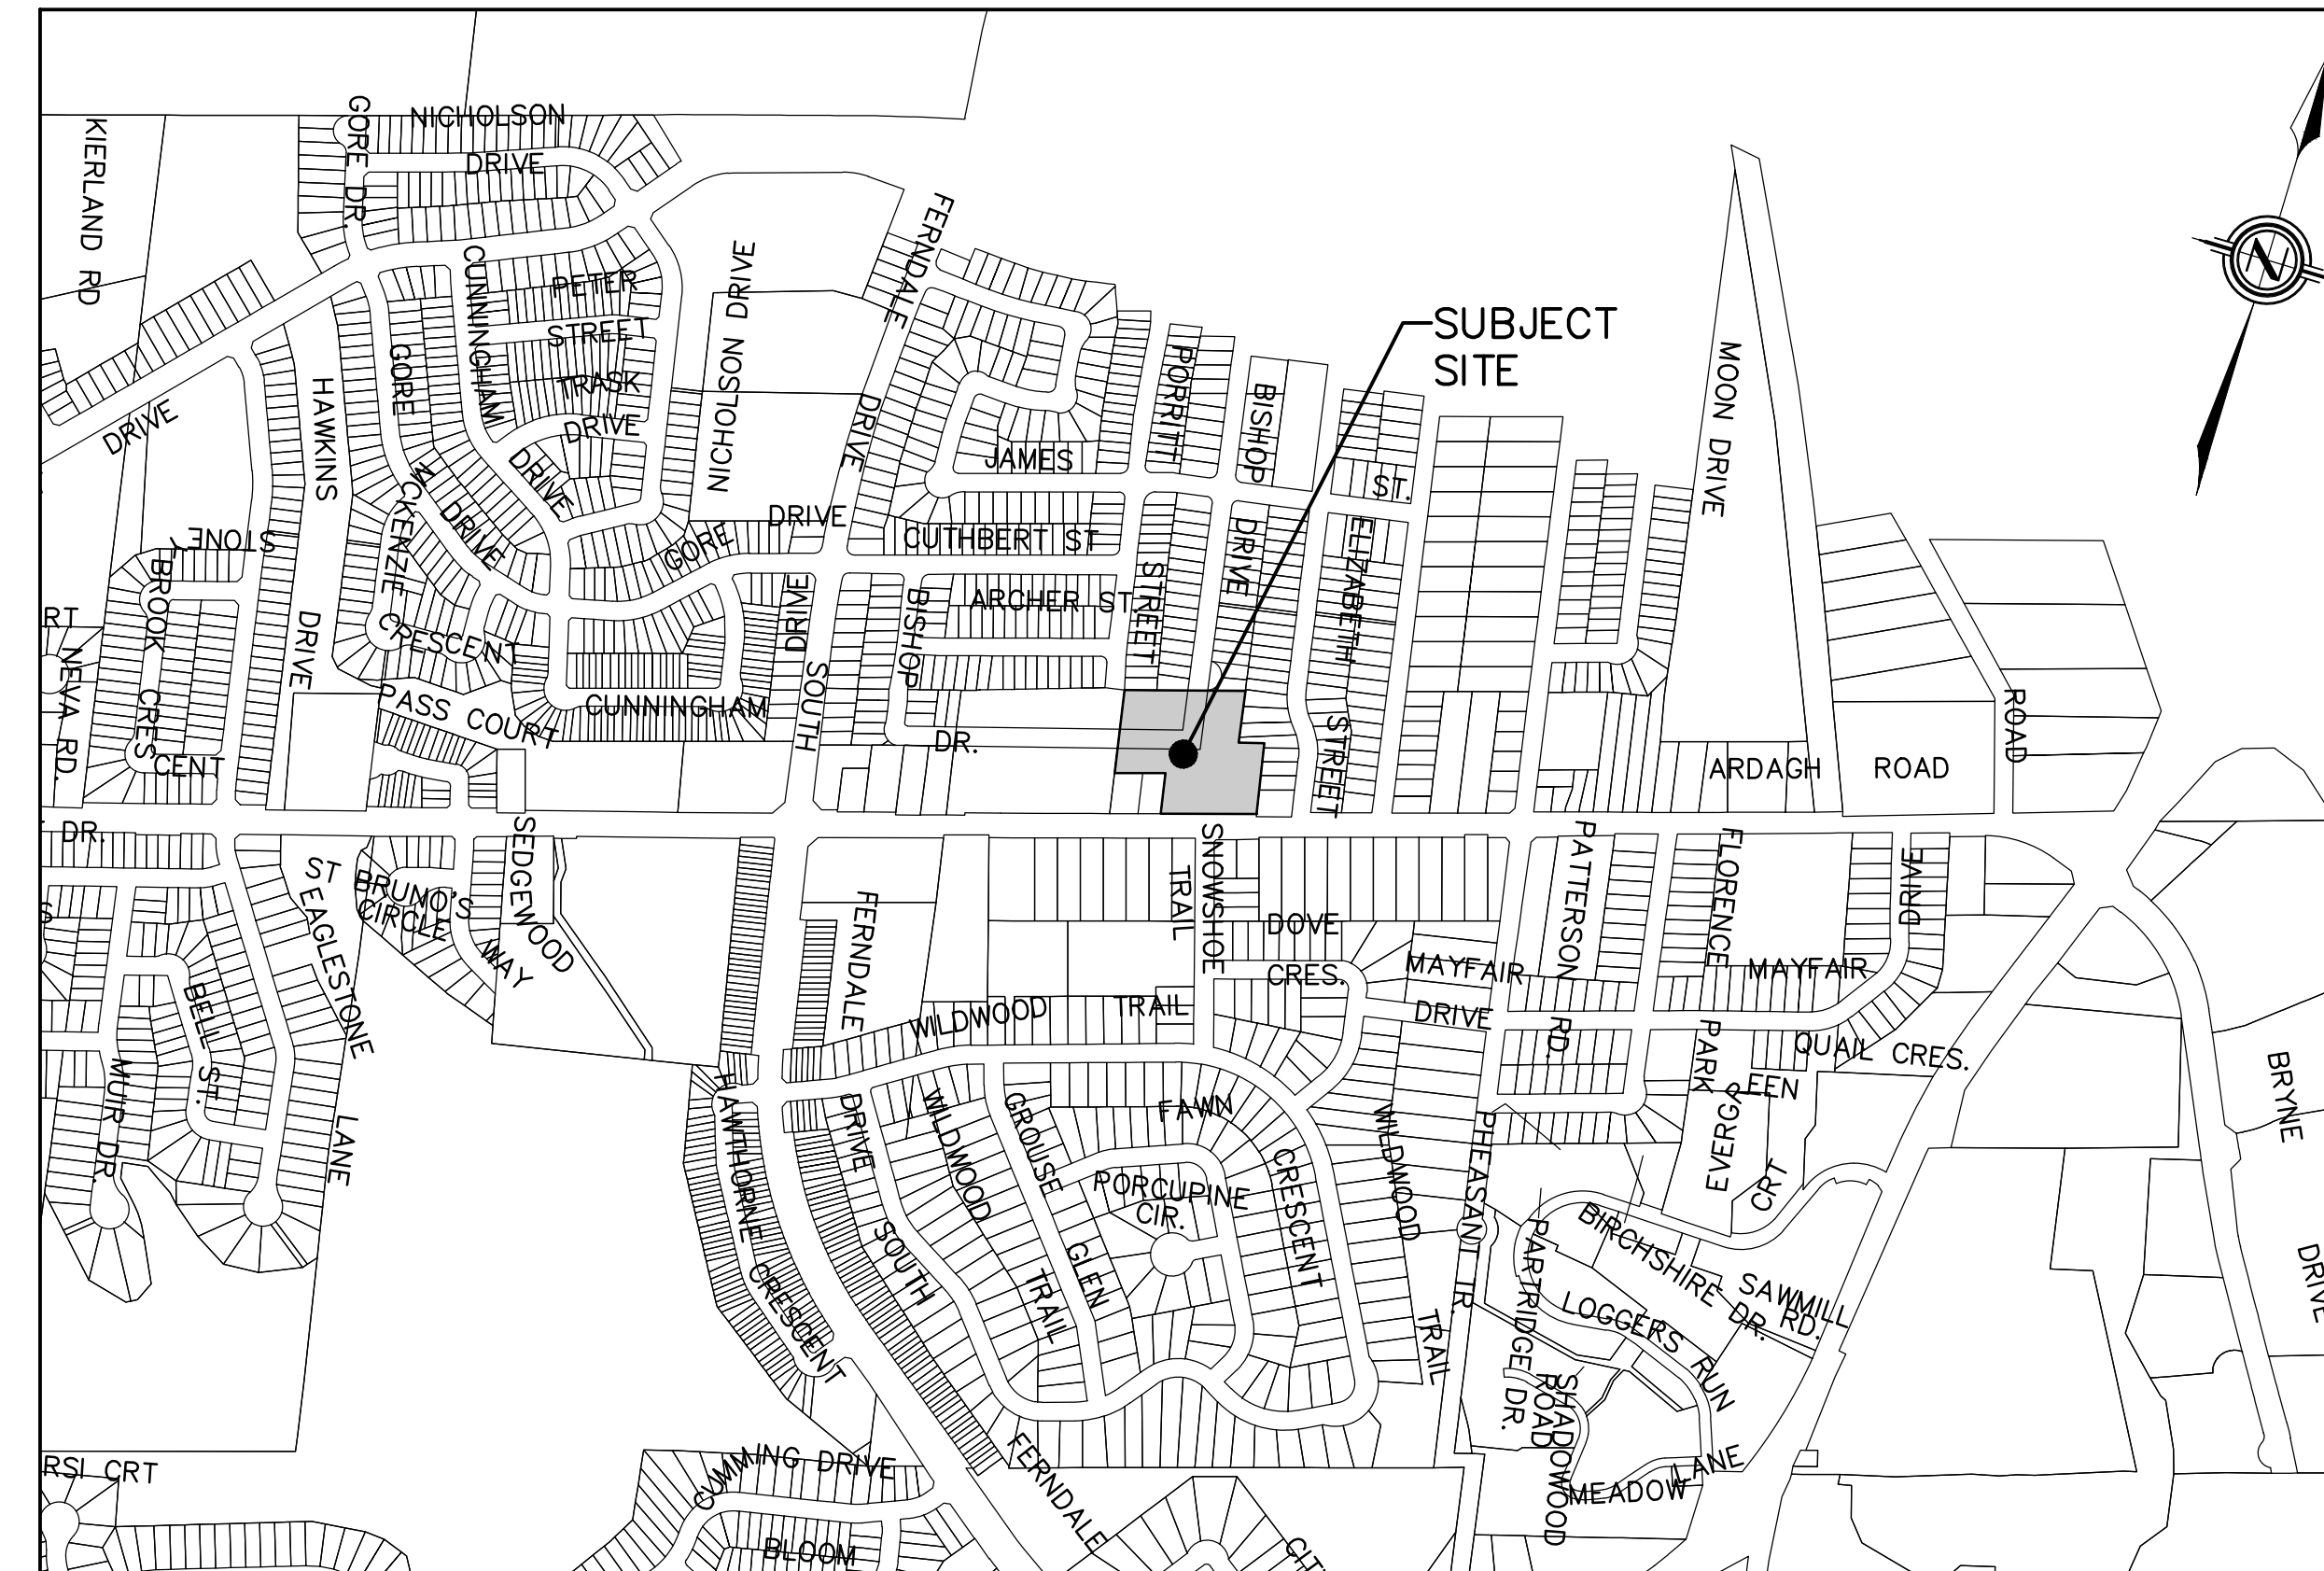 NICHOLSON
DRIVE
GORE DR.
KIERLAND RD
CUNNINGHAM
DRIVE
PETER
STREET
TRASK
DRIVE
NICHOLSON DRIVE
FERNDALE
DRIVE
SOUTH
DRIVE
SUBJECT
SITE
N
PORRITT
STREET
BISHOP
DRIVE
JAMES
ST.
MOON DRIVE
DRIVE
HAWKINS
DRIVE
GORE
DRIVE
MCKENZIE
CRESCENT
STONEY
BROOK
CRES
CENT
CUTHBERT ST
GORE
DRIVE
ELIZABETH
STREET
ARCHER ST.
BISHOP
DR.
RT
NEVA RD.
PASS COURT
CUNNINGHAM
ARDAGH ROAD
ROAD
DR.
SEDGEWOOD
WAY
ST BRUNO'S
CIRCLE
EAGLESTONE
LANE
S
BELL ST.
MUIR DR.
FERNDALE
DRIVE
SOUTH
SNOWSHOE
TRAIL
DOVE
CRES.
PATTERSON
RD.
FLORENCE
PARK
DRIVE
MAYFAIR
DRIVE
MAYFAIR
WILDWOOD TRAIL
QUAIL CRES.
EVERGREEN
CRT
BRYNE
DRIVE
HAWTHORNE
CRESCENT
WILDWOOD
TRAIL
GROUSE
GLEN
FAWN
CRESCENT
PORCUPINE
CIR.
WILDWOOD
TRAIL
PHEASANT TR.
PARTRIDGE
DR.
BIRCHSHIRE DR.
SAWMILL
RD.
LOGGERS RUN
SHADOWOOD
ROAD
MEADOW LANE
RSI CRT
CUMMING DRIVE
BLOOM
FERNDALE